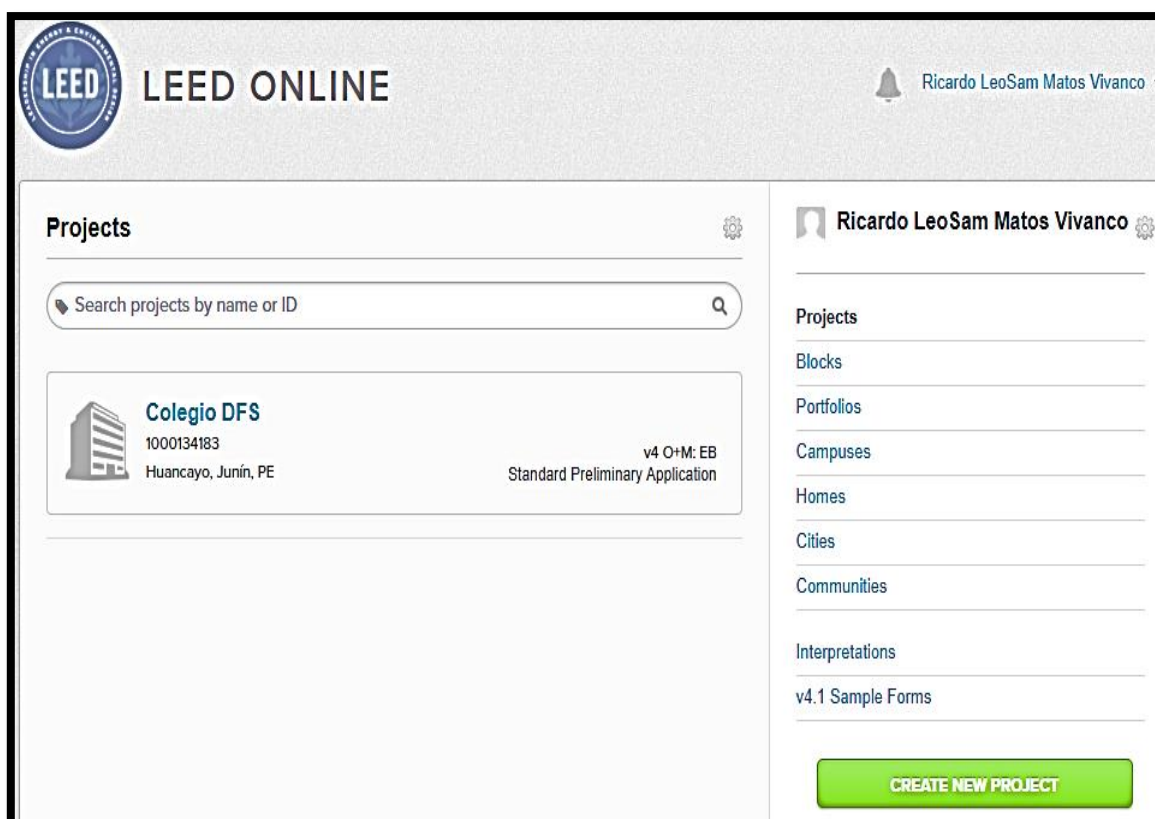 LEED
LEED ONLINE
Ricardo LeoSam Matos Vivanco
Projects
Search projects by name or ID
Colegio DFS
1000134183
Huancayo, Junín, PE
v4 O+M: EB
Standard Preliminary Application
Ricardo LeoSam Matos Vivanco
Projects
Blocks
Portfolios
Campuses
Homes
Cities
Communities
Interpretations
v4.1 Sample Forms
CREATE NEW PROJECT